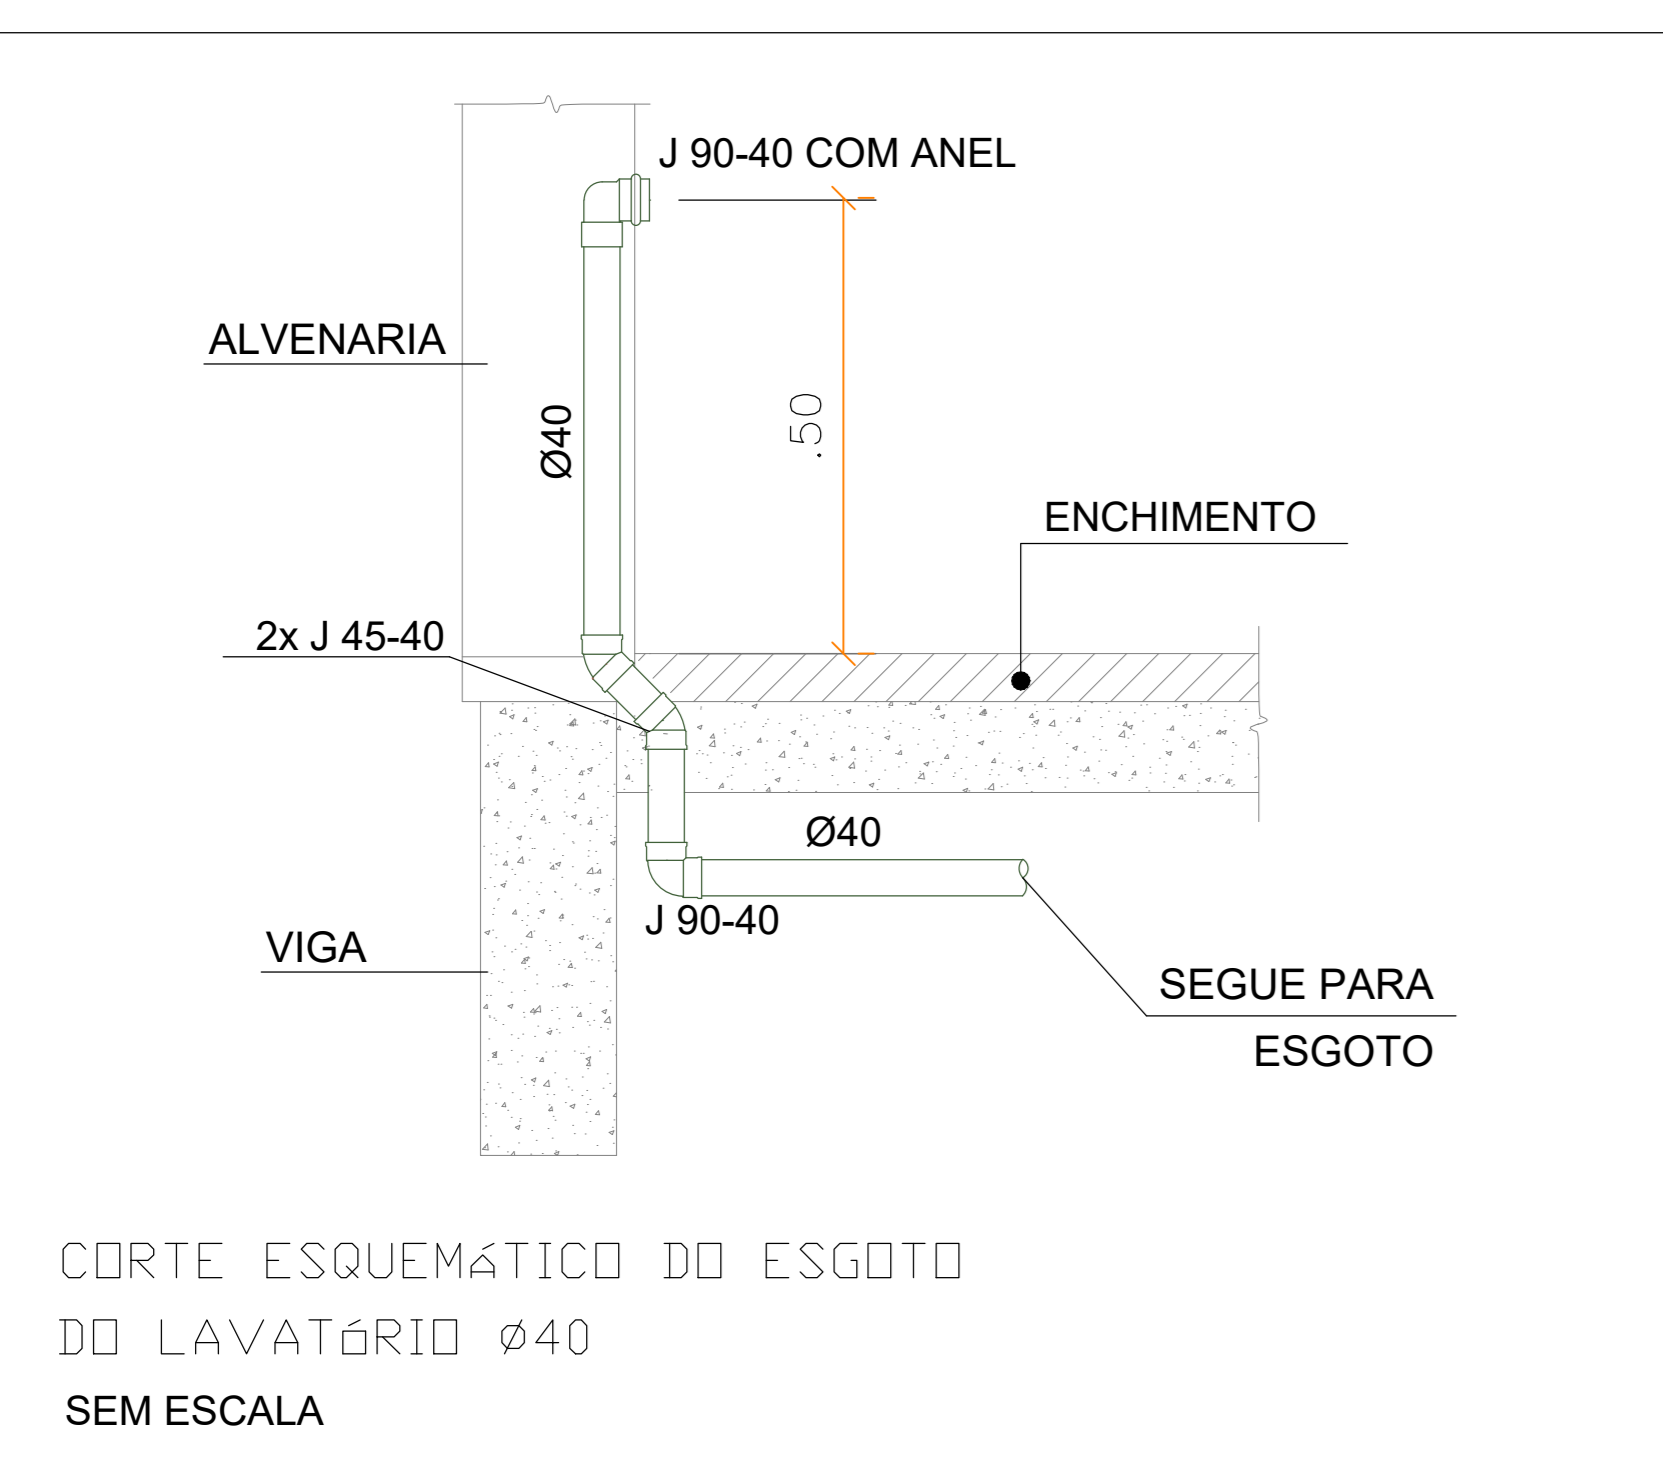 J 90-40 COM ANEL
ALVENARIA
Ø40
.50
ENCHIMENTO
2x J 45-40
Ø40
J 90-40
VIGA
SEGUE PARA
ESGOTO
CORTE ESQUEMáTICO DO ESGOTO
DO LAVATóRIO Ø40
SEM ESCALA